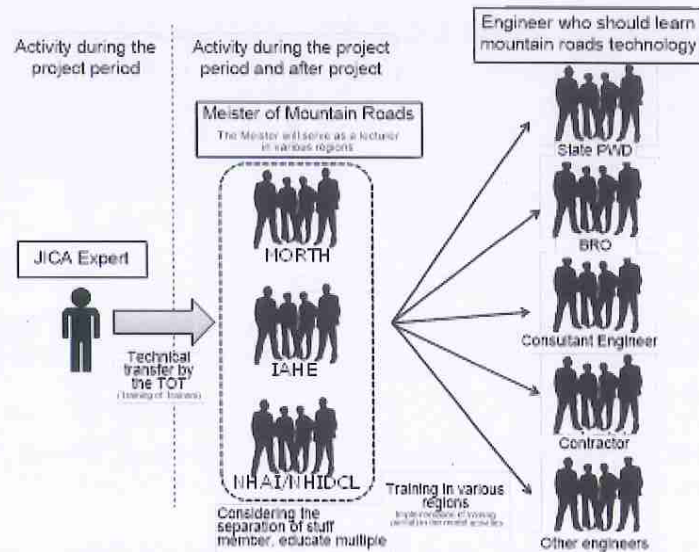 Activity during the
project period
Activity during the project
period and after project
Engineer who should learn
mountain roads technology
Meister of Mountain Roads
The Meister will serve as a lecturer
in various regions
State PWD
MORTH
BRO
JICA Expert
IAHE
Consultant Engineer
Technical
transfer by
the TOT
(Training of Trainers)
Contractor
NHAI/NHIDCL
Training in various
regions
Implementation of training
Considering the
separation of stuff
member, educate multiple
Other engineers